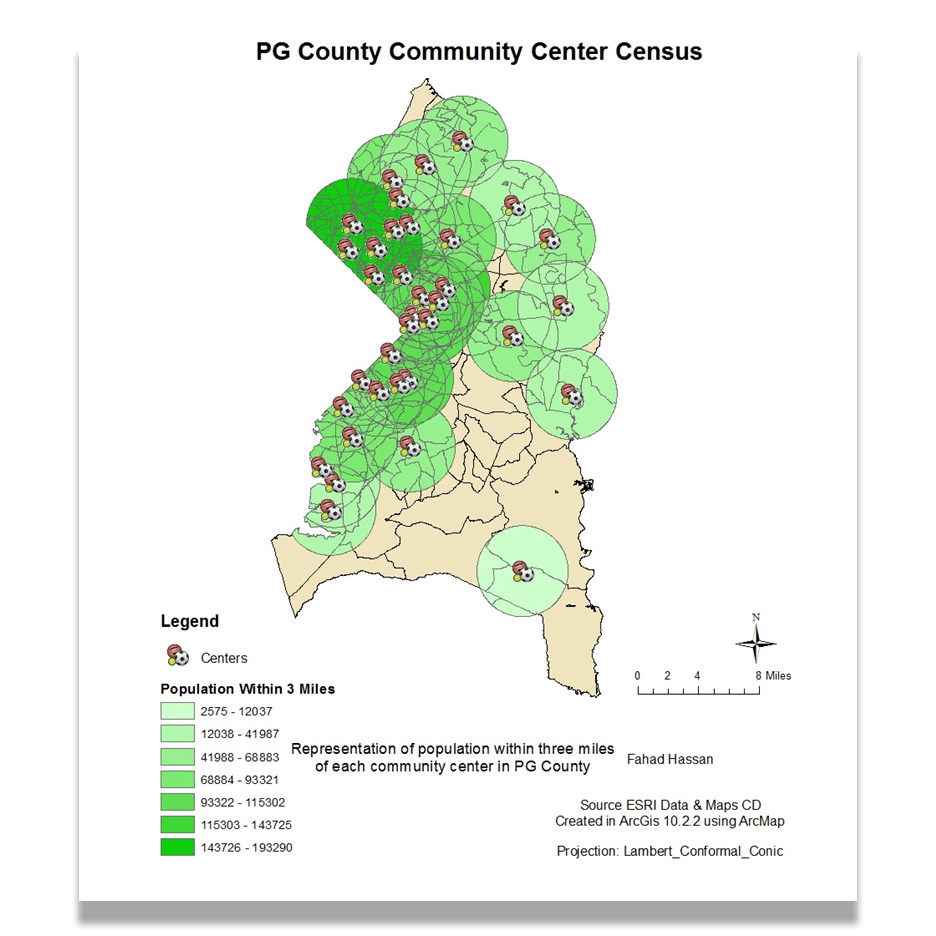 PG County Community Center Census
Legend
Centers
Population Within 3 Miles
2575 - 12037
12038 - 41987
41988 - 68883
68884 - 93321
93322 - 115302
115303 - 143725
143726 - 193290
Representation of population within three miles
of each community center in PG County
N
0 2 4 8 Miles
Fahad Hassan
Source ESRI Data & Maps CD
Created in ArcGis 10.2.2 using ArcMap
Projection: Lambert_Conformal_Conic